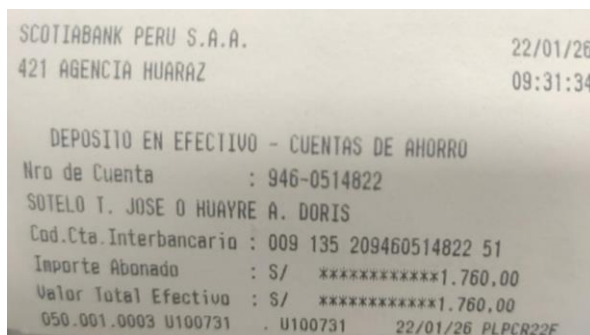 SCOTIABANK PERU S.A.A. 22/01/26
421 AGENCIA HUARAZ 09:31:34
DEPOSITO EN EFECTIVO - CUENTAS DE AHORRO
Nro de Cuenta : 946-0514822
SOTELO T. JOSE O HUAYRE A. DORIS
Cod.Cta.Interbancario : 009 135 209460514822 51
Importe Abonado : S/ ************1.760,00
Valor Total Efectivo : S/ ************1.760,00
050.001.0003 U100731 . U100731 22/01/26 PLPCR22F